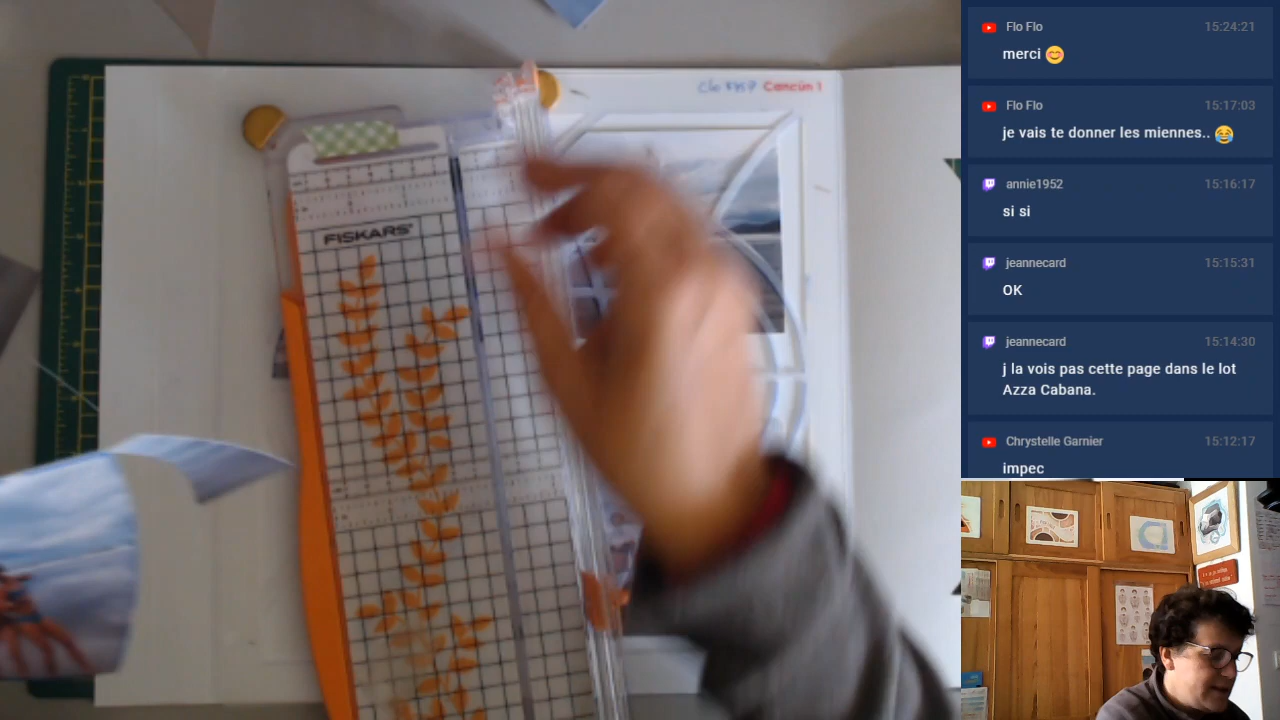 Cancún 1
FISKARS
Flo Flo 15:24:21
merci 😊
Flo Flo 15:17:03
je vais te donner les miennes.. 😂
annie1952 15:16:17
si si
jeannecard 15:15:31
OK
jeannecard 15:14:30
j la vois pas cette page dans le lot
Azza Cabana.
Chrystelle Garnier 15:12:17
impec